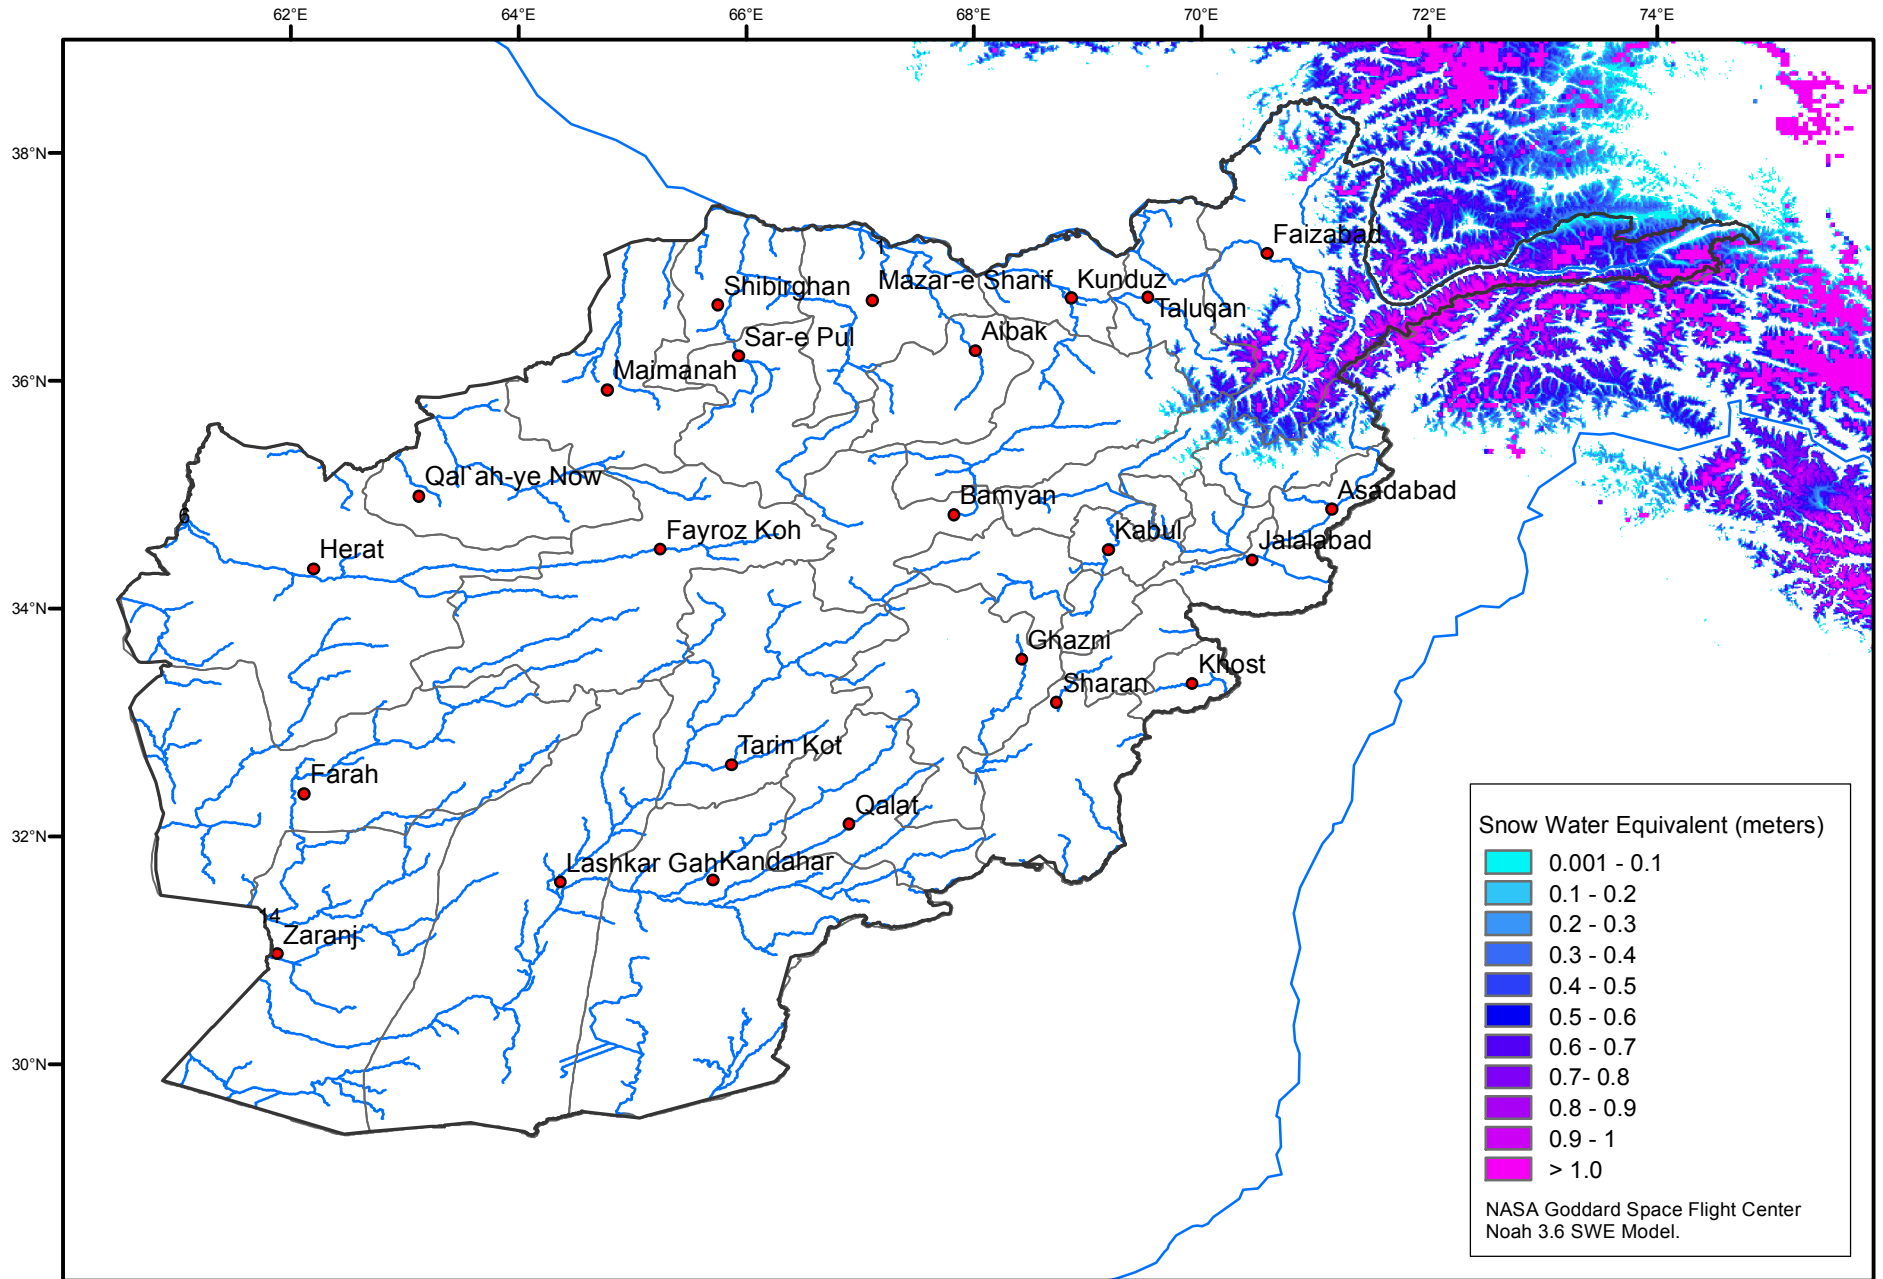 62°E 64°E 66°E 68°E 70°E 72°E 74°E
38°N
36°N
34°N
32°N
30°N
Faizabad
1
Shibirghan
Mazar-e Sharif
Kunduz
Taluqan
Sar-e Pul
Aibak
Maimanah
Qal`ah-ye Now
Bamyan
Asadabad
6
Fayroz Koh
Kabul
Jalalabad
Herat
Ghazni
Khost
Sharan
Tarin Kot
Farah
Qalat
Lashkar Gah
Kandahar
14
Zaranj
Snow Water Equivalent (meters)
0.001 - 0.1
0.1 - 0.2
0.2 - 0.3
0.3 - 0.4
0.4 - 0.5
0.5 - 0.6
0.6 - 0.7
0.7- 0.8
0.8 - 0.9
0.9 - 1
> 1.0
NASA Goddard Space Flight Center
Noah 3.6 SWE Model.